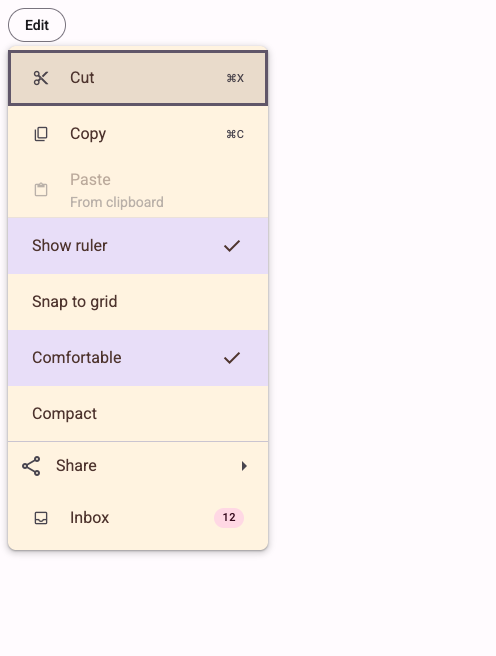 Edit
Cut ⌘X
Copy ⌘C
Paste
From clipboard
Show ruler
Snap to grid
Comfortable
Compact
Share
Inbox 12